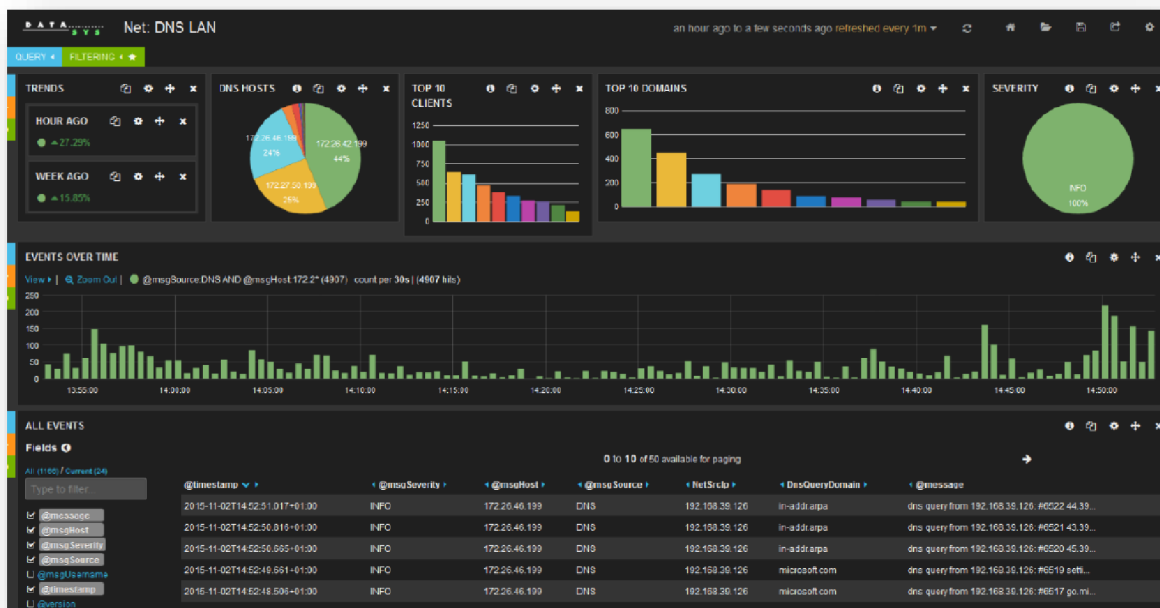 DATA
SYS
Net: DNS LAN
an hour ago to a few seconds ago refreshed every 1m
QUERY
FILTERING
TRENDS
HOUR AGO
27.29%
WEEK AGO
15.85%
DNS HOSTS
172.26.46.199
24%
172.26.42.199
44%
172.27.50.199
25%
TOP 10
CLIENTS
1250
1000
750
500
250
0
TOP 10 DOMAINS
800
600
400
200
0
SEVERITY
INFO
100%
EVENTS OVER TIME
View | Zoom Out | @msgSource:DNS AND @msgHost:172.2* (4907) count per 30s | (4907 hits)
250
200
150
100
50
0
13:55:00 14:00:00 14:05:00 14:10:00 14:15:00 14:20:00 14:25:00 14:30:00 14:35:00 14:40:00 14:45:00 14:50:00
ALL EVENTS
Fields
All (1166) / Current (24)
Type to filter...
@message
@msgHost
@msgSeverity
@msgSource
@msgUsername
@timestamp
@version
0 to 10 of 50 available for paging
@timestamp @msgSeverity @msgHost @msgSource NetSrcIp DnsQueryDomain @message
2015-11-02T14:52:51.017+01:00 INFO 172.26.46.199 DNS 192.168.39.126 in-addr.arpa dns query from 192.168.39.126: #6522 44.39...
2015-11-02T14:52:50.816+01:00 INFO 172.26.46.199 DNS 192.168.39.126 in-addr.arpa dns query from 192.168.39.126: #6521 43.39...
2015-11-02T14:52:50.665+01:00 INFO 172.26.46.199 DNS 192.168.39.126 in-addr.arpa dns query from 192.168.39.126: #6520 45.39...
2015-11-02T14:52:49.661+01:00 INFO 172.26.46.199 DNS 192.168.39.126 microsoft.com dns query from 192.168.39.126: #6519 setti...
2015-11-02T14:52:48.506+01:00 INFO 172.26.46.199 DNS 192.168.39.126 microsoft.com dns query from 192.168.39.126: #6517 go.mi...